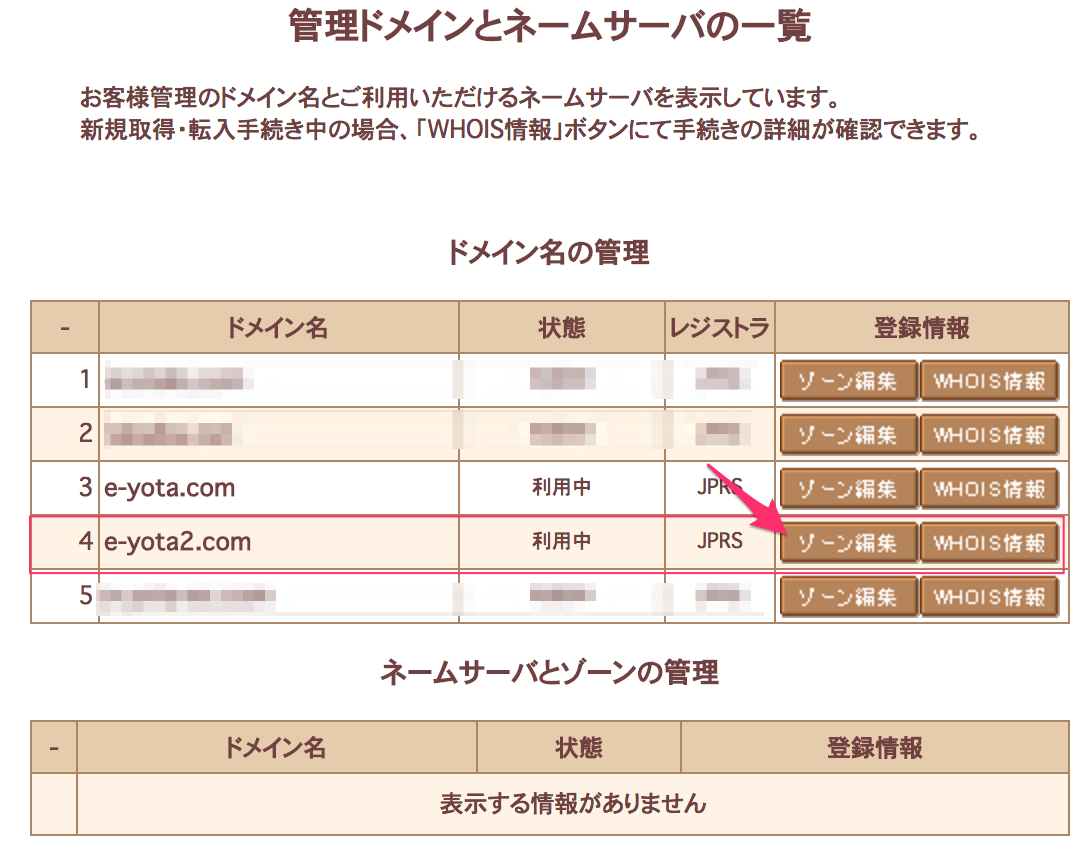 管理ドメインとネームサーバの一覧
お客様管理のドメイン名とご利用いただけるネームサーバを表示しています。
新規取得・転入手続き中の場合、「WHOIS情報」ボタンにて手続きの詳細が確認できます。
ドメイン名の管理
- ドメイン名 状態 レジストラ 登録情報
1 ゾーン編集 WHOIS情報
2 ゾーン編集 WHOIS情報
3 e-yota.com 利用中 JPRS ゾーン編集 WHOIS情報
4 e-yota2.com 利用中 JPRS ゾーン編集 WHOIS情報
5 ゾーン編集 WHOIS情報
ネームサーバとゾーンの管理
- ドメイン名 状態 登録情報
表示する情報がありません